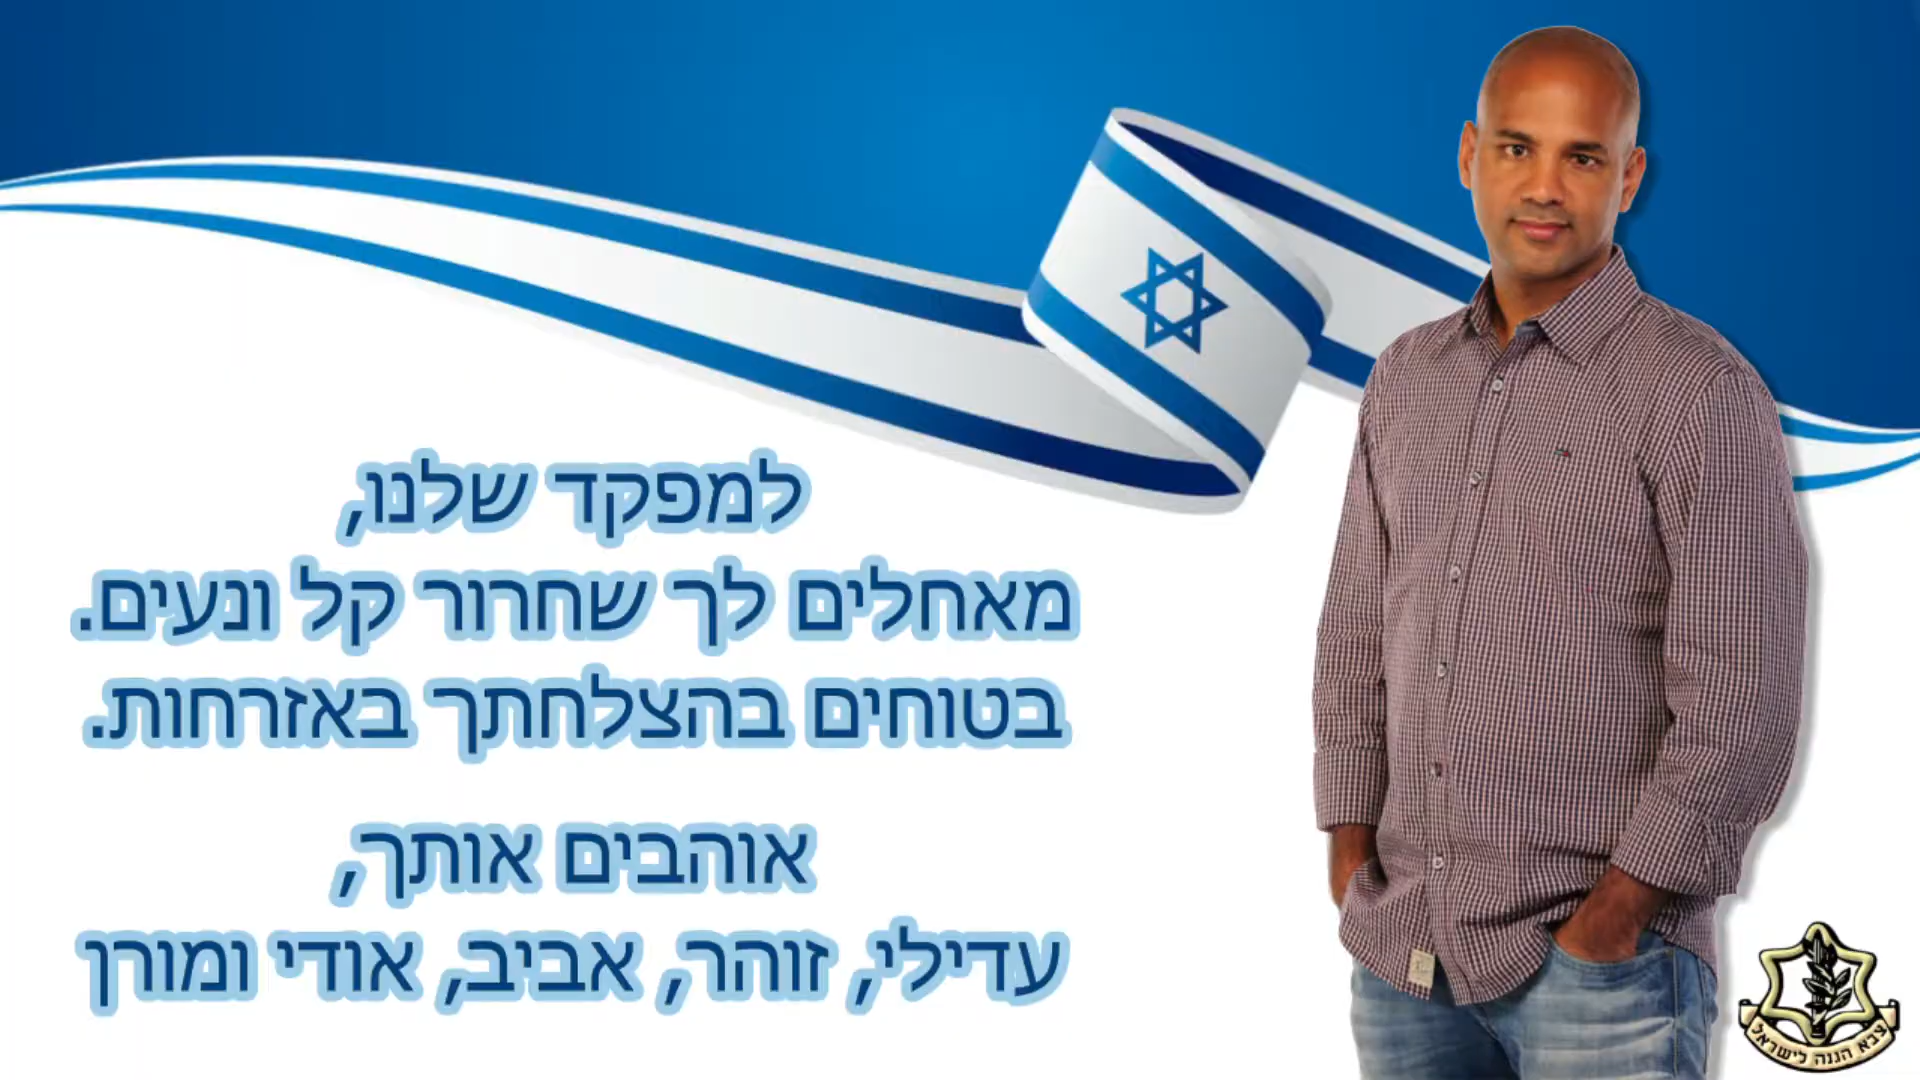 למפקד שלנו,
מאחלים לך שחרור קל ונעים.
בטוחים בהצלחתך באזרחות.
אוהבים אותך,
עדילי, זוהר, אביב, אודי ומורן
צבא הגנה לישראל